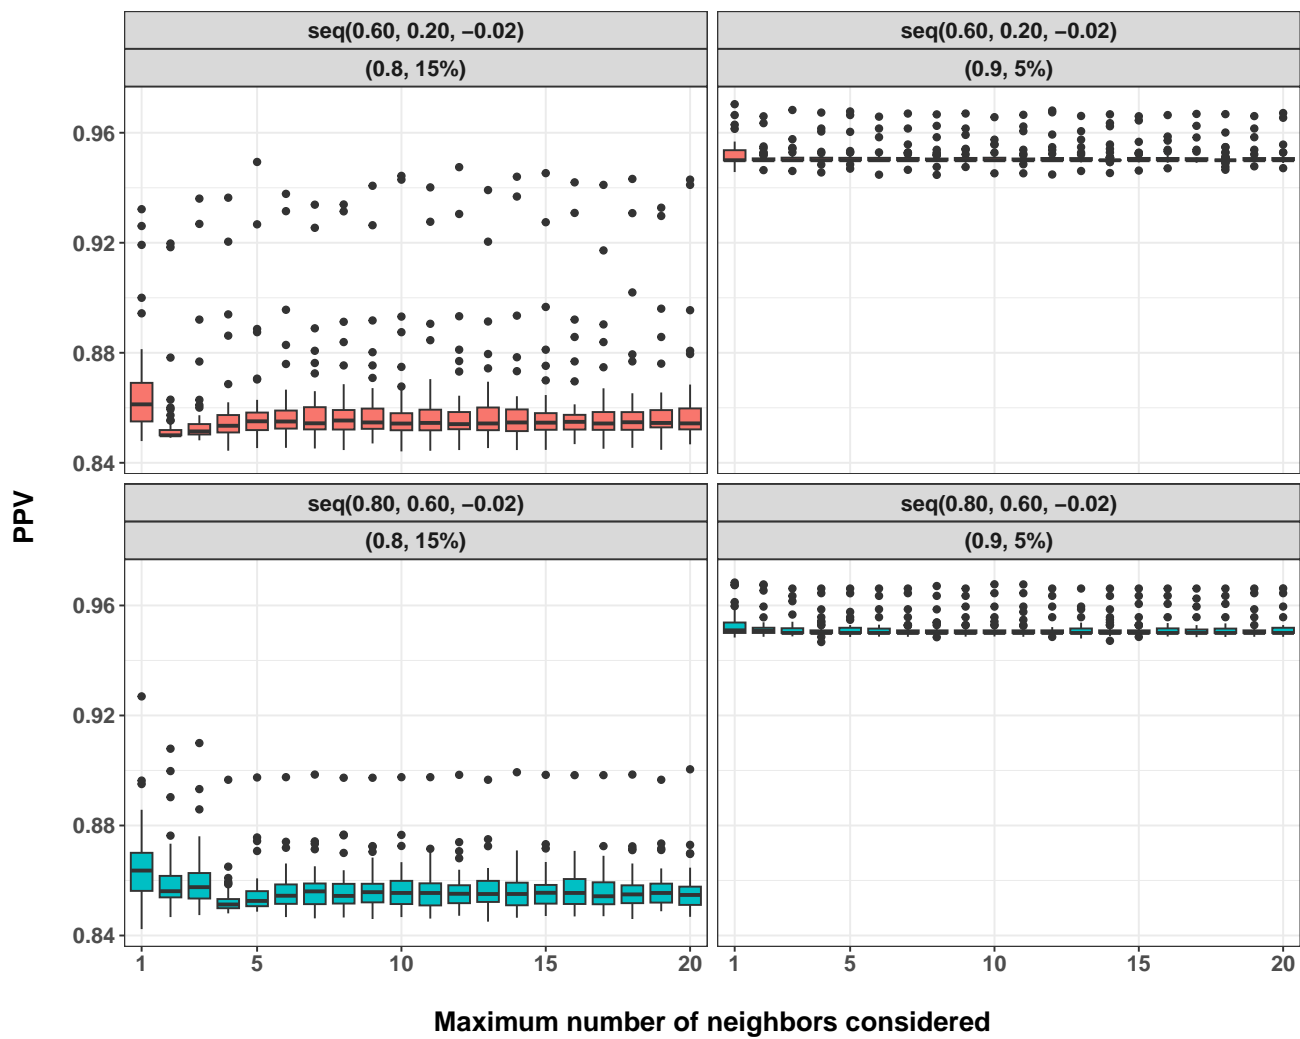 seq(0.60, 0.20, −0.02)
seq(0.60, 0.20, −0.02)
(0.8, 15%)
(0.9, 5%)
0.96
0.92
0.88
0.84
seq(0.80, 0.60, −0.02)
seq(0.80, 0.60, −0.02)
(0.8, 15%)
(0.9, 5%)
0.96
0.92
0.88
0.84
PPV
1 5 10 15 20
1 5 10 15 20
Maximum number of neighbors considered